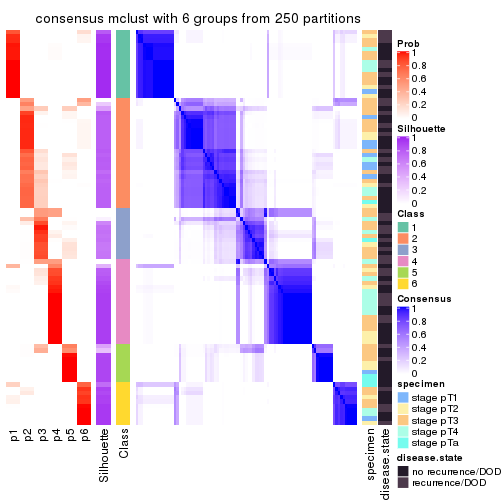 consensus mclust with 6 groups from 250 partitions
Prob
1
0.8
0.6
0.4
0.2
0
Silhouette
1
0.8
0.6
0.4
0.2
0
Class
1
2
3
4
5
6
Consensus
1
0.8
0.6
0.4
0.2
0
specimen
stage pT1
stage pT2
stage pT3
stage pT4
stage pTa
disease.state
no recurrence/DOD
recurrence/DOD
p1
p2
p3
p4
p5
p6
Silhouette
Class
specimen
disease.state